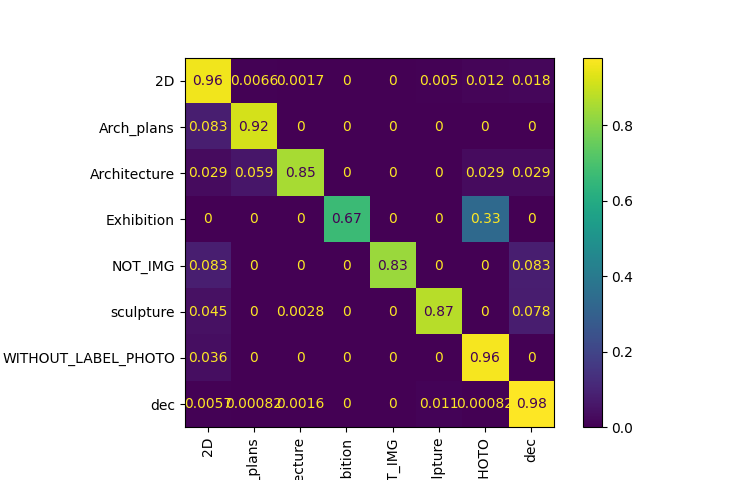 2D 0.96 0.0066 0.0017 0 0 0.005 0.012 0.018
Arch_plans 0.083 0.92 0 0 0 0 0 0
Architecture 0.029 0.059 0.85 0 0 0 0.029 0.029
Exhibition 0 0 0 0.67 0 0 0.33 0
NOT_IMG 0.083 0 0 0 0.83 0 0 0.083
sculpture 0.045 0 0.0028 0 0 0.87 0 0.078
WITHOUT_LABEL_PHOTO 0.036 0 0 0 0 0 0.96 0
dec 0.0057 0.00082 0.0016 0 0 0.011 0.00082 0.98
2D _plans ecture bition T_IMG lpture HOTO dec
0.8
0.6
0.4
0.2
0.0